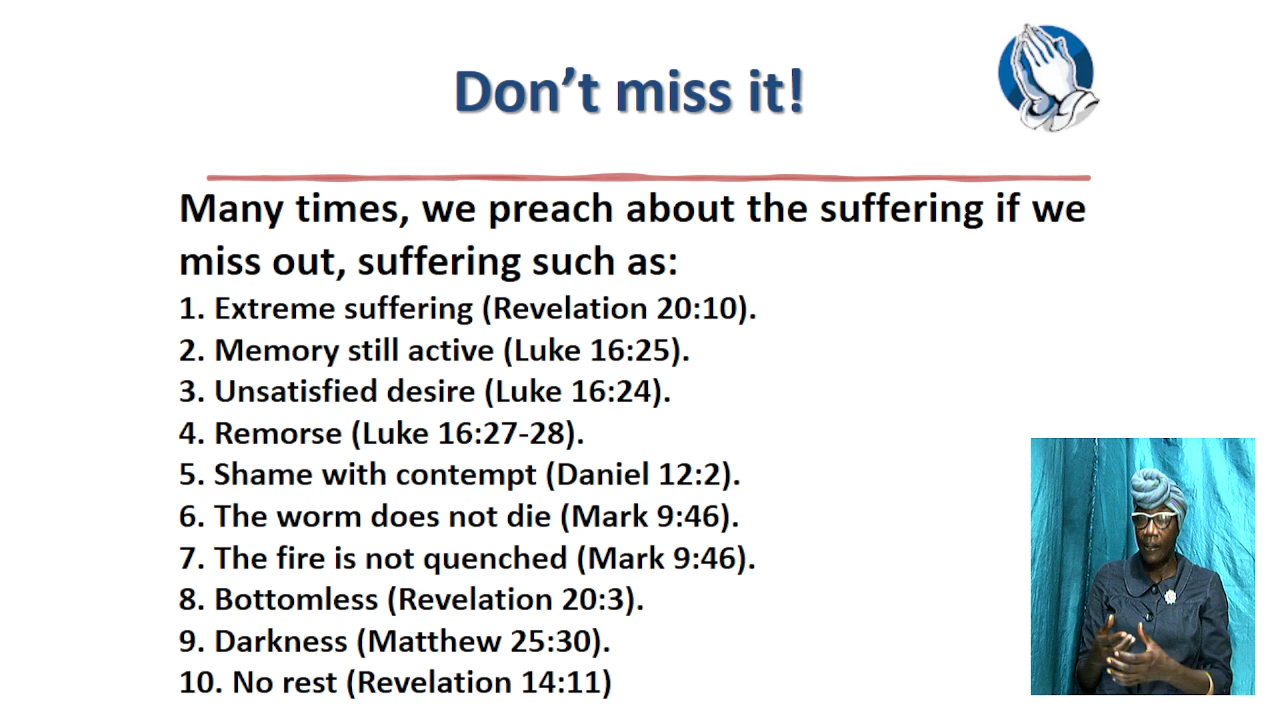 Don’t miss it!
Many times, we preach about the suffering if we
miss out, suffering such as:
1. Extreme suffering (Revelation 20:10).
2. Memory still active (Luke 16:25).
3. Unsatisfied desire (Luke 16:24).
4. Remorse (Luke 16:27-28).
5. Shame with contempt (Daniel 12:2).
6. The worm does not die (Mark 9:46).
7. The fire is not quenched (Mark 9:46).
8. Bottomless (Revelation 20:3).
9. Darkness (Matthew 25:30).
10. No rest (Revelation 14:11)